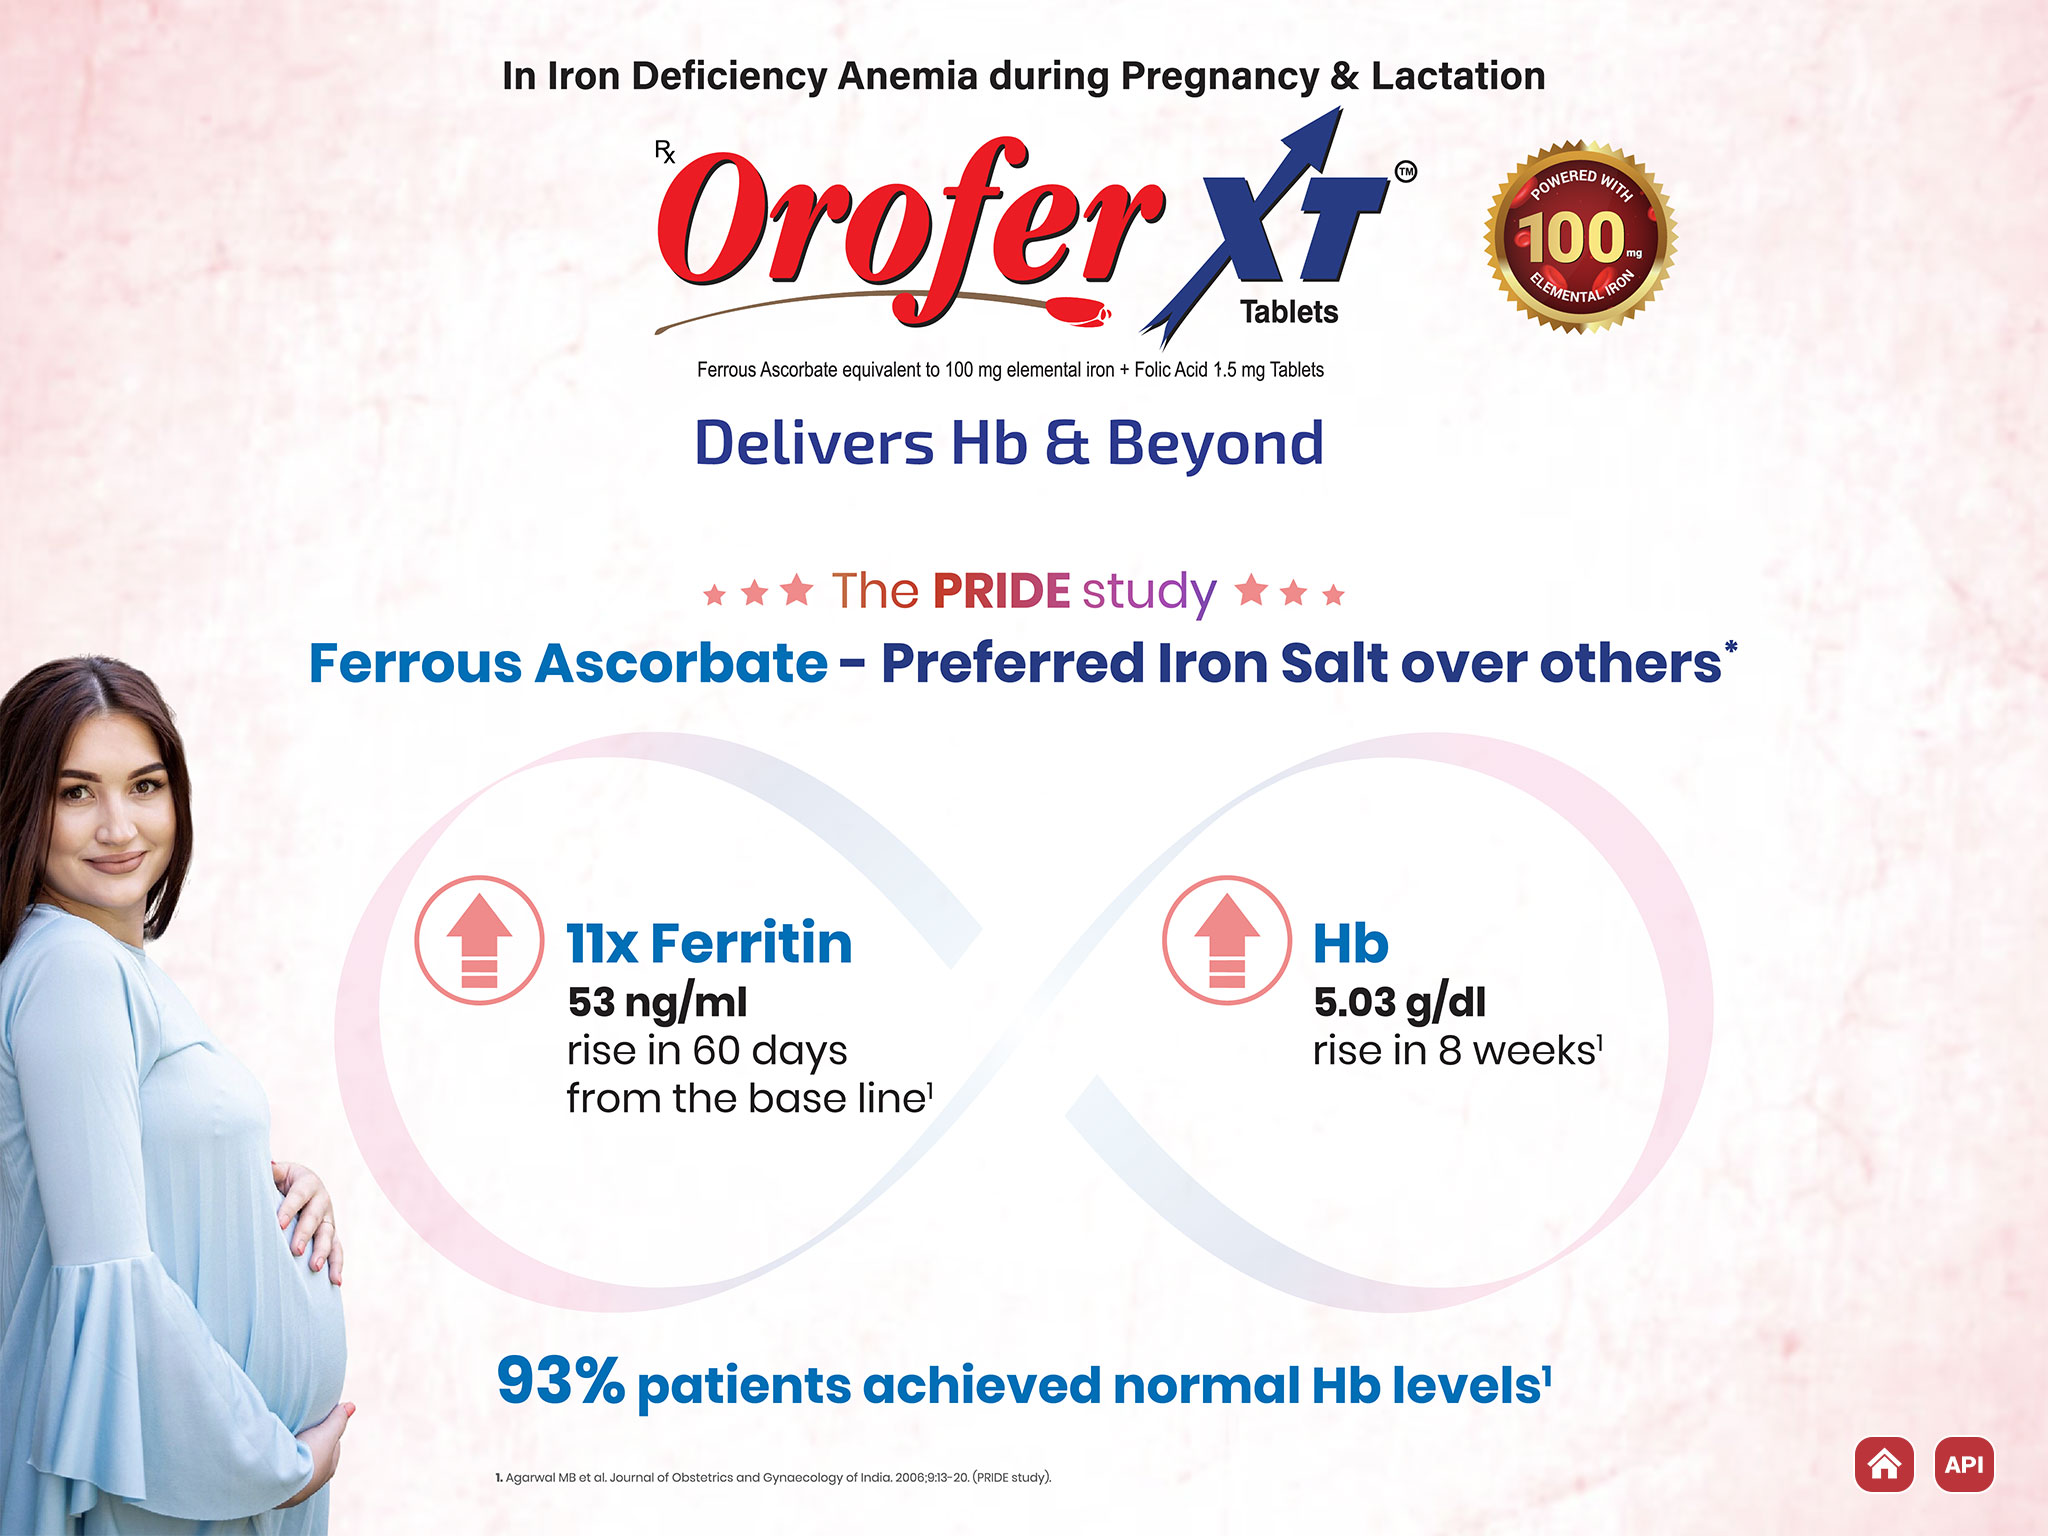 In Iron Deficiency Anemia during Pregnancy & Lactation
Rx
Orofer XT ™
Tablets
POWERED WITH
100 mg
ELEMENTAL IRON
Ferrous Ascorbate equivalent to 100 mg elemental iron + Folic Acid 1.5 mg Tablets
Delivers Hb & Beyond
The PRIDE study
Ferrous Ascorbate - Preferred Iron Salt over others*
11x Ferritin
53 ng/ml
rise in 60 days
from the base line¹
Hb
5.03 g/dl
rise in 8 weeks¹
93% patients achieved normal Hb levels¹
1. Agarwal MB et al. Journal of Obstetrics and Gynaecology of India. 2006;9:13-20. (PRIDE study).
API